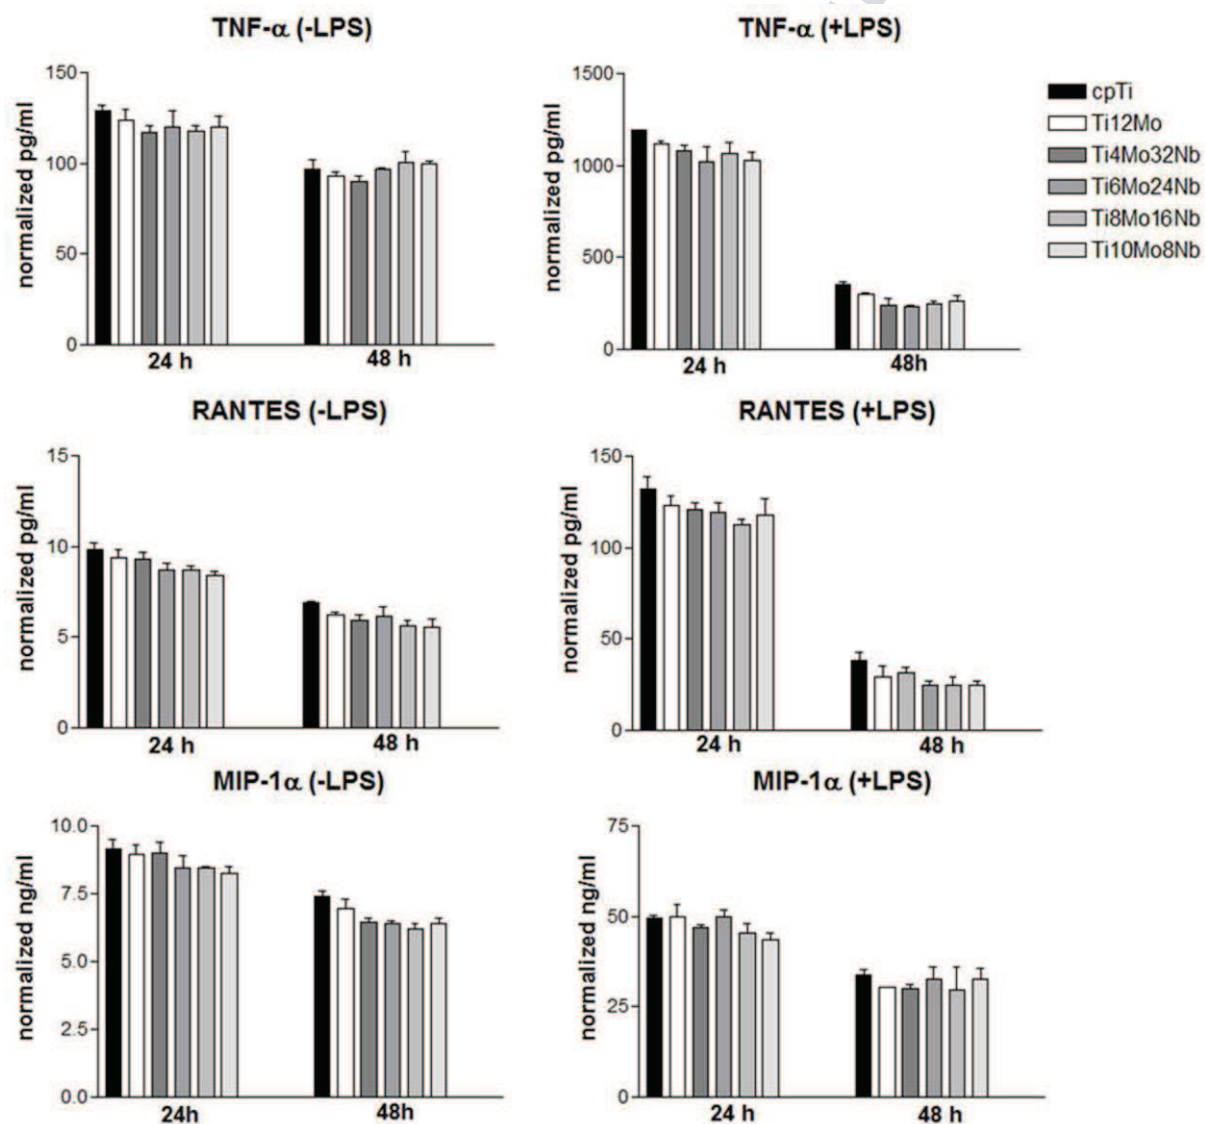 TNF-α (-LPS)
normalized pg/ml
150
100
50
0
24 h
48 h
TNF-α (+LPS)
normalized pg/ml
1500
1000
500
0
24 h
48h
cpTi
Ti12Mo
Ti4Mo32Nb
Ti6Mo24Nb
Ti8Mo16Nb
Ti10Mo8Nb
RANTES (-LPS)
normalized pg/ml
15
10
5
0
24 h
48 h
RANTES (+LPS)
normalized pg/ml
150
100
50
0
24 h
48 h
MIP-1α (-LPS)
normalized ng/ml
10.0
7.5
5.0
2.5
0.0
24h
48h
MIP-1α (+LPS)
normalized ng/ml
75
50
25
0
24 h
48 h